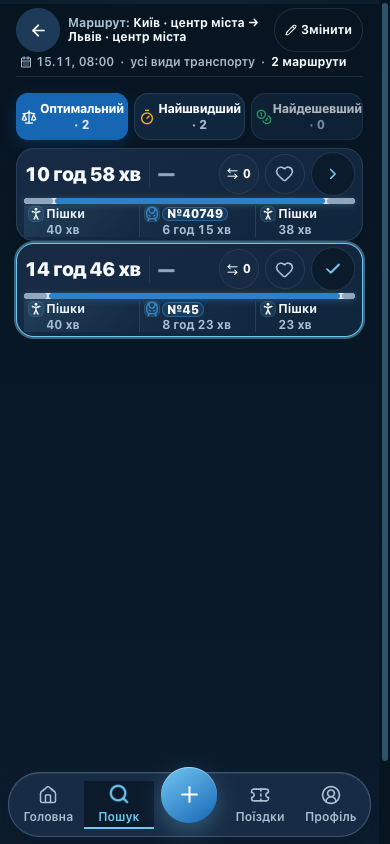 Маршрут: Київ · центр міста →
Львів · центр міста
Змінити
15.11, 08:00 · усі види транспорту · 2 маршрути
Оптимальний · 2
Найшвидший · 2
Найдешевший · 0
10 год 58 хв — 0
Пішки 40 хв
№40749 6 год 15 хв
Пішки 38 хв
14 год 46 хв — 0
Пішки 40 хв
№45 8 год 23 хв
Пішки 23 хв
Головна
Пошук
Поїздки
Профіль